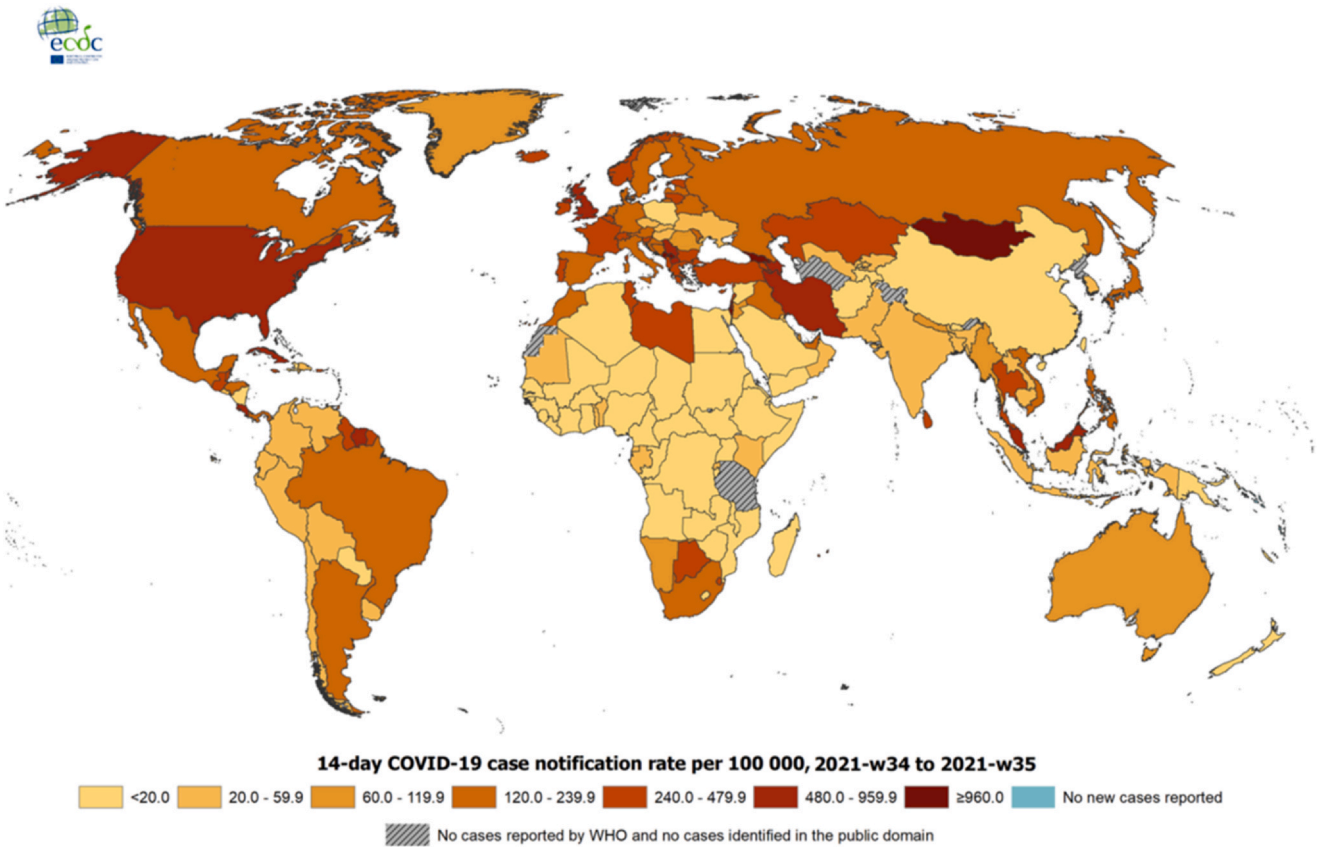 ecdc
14-day COVID-19 case notification rate per 100 000, 2021-w34 to 2021-w35
<20.0 20.0 - 59.9 60.0 - 119.9 120.0 - 239.9 240.0 - 479.9 480.0 - 959.9 ≥960.0 No new cases reported
No cases reported by WHO and no cases identified in the public domain